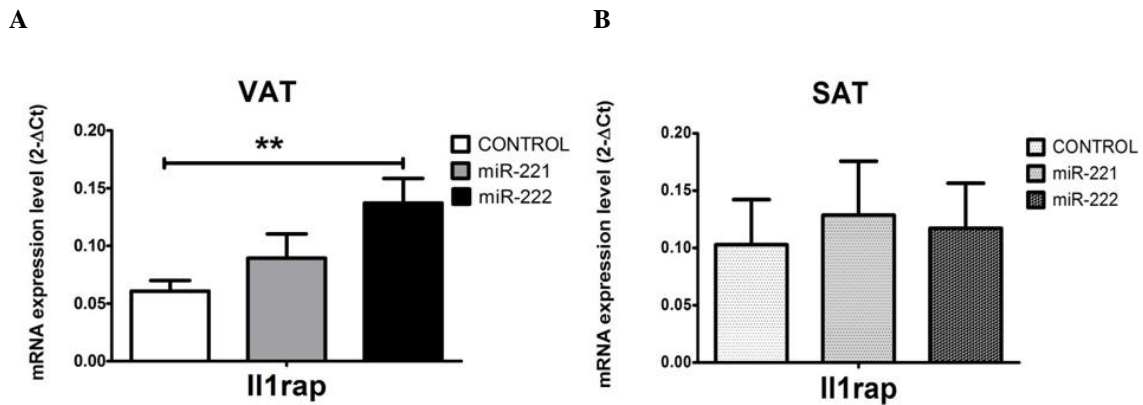 A
VAT
mRNA expression level (2-ΔCt)
0.20
0.15
0.10
0.05
0.00
**
CONTROL
miR-221
miR-222
Il1rap
B
SAT
mRNA expression level (2-ΔCt)
0.20
0.15
0.10
0.05
0.00
CONTROL
miR-221
miR-222
Il1rap